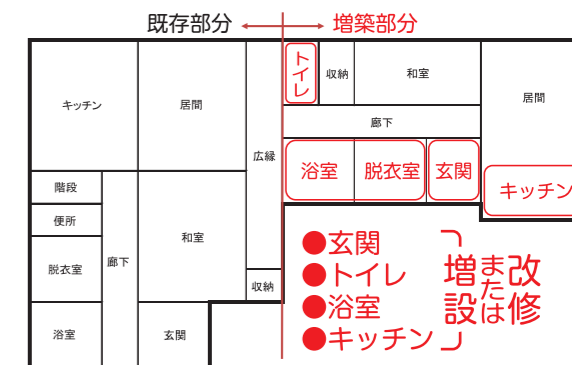 既存部分
増築部分
キッチン
居間
広縁
トイレ
収納
和室
居間
廊下
浴室
脱衣室
玄関
キッチン
階段
便所
脱衣室
浴室
廊下
和室
玄関
収納
●玄関
●トイレ
●浴室
●キッチン
増設
または
改修